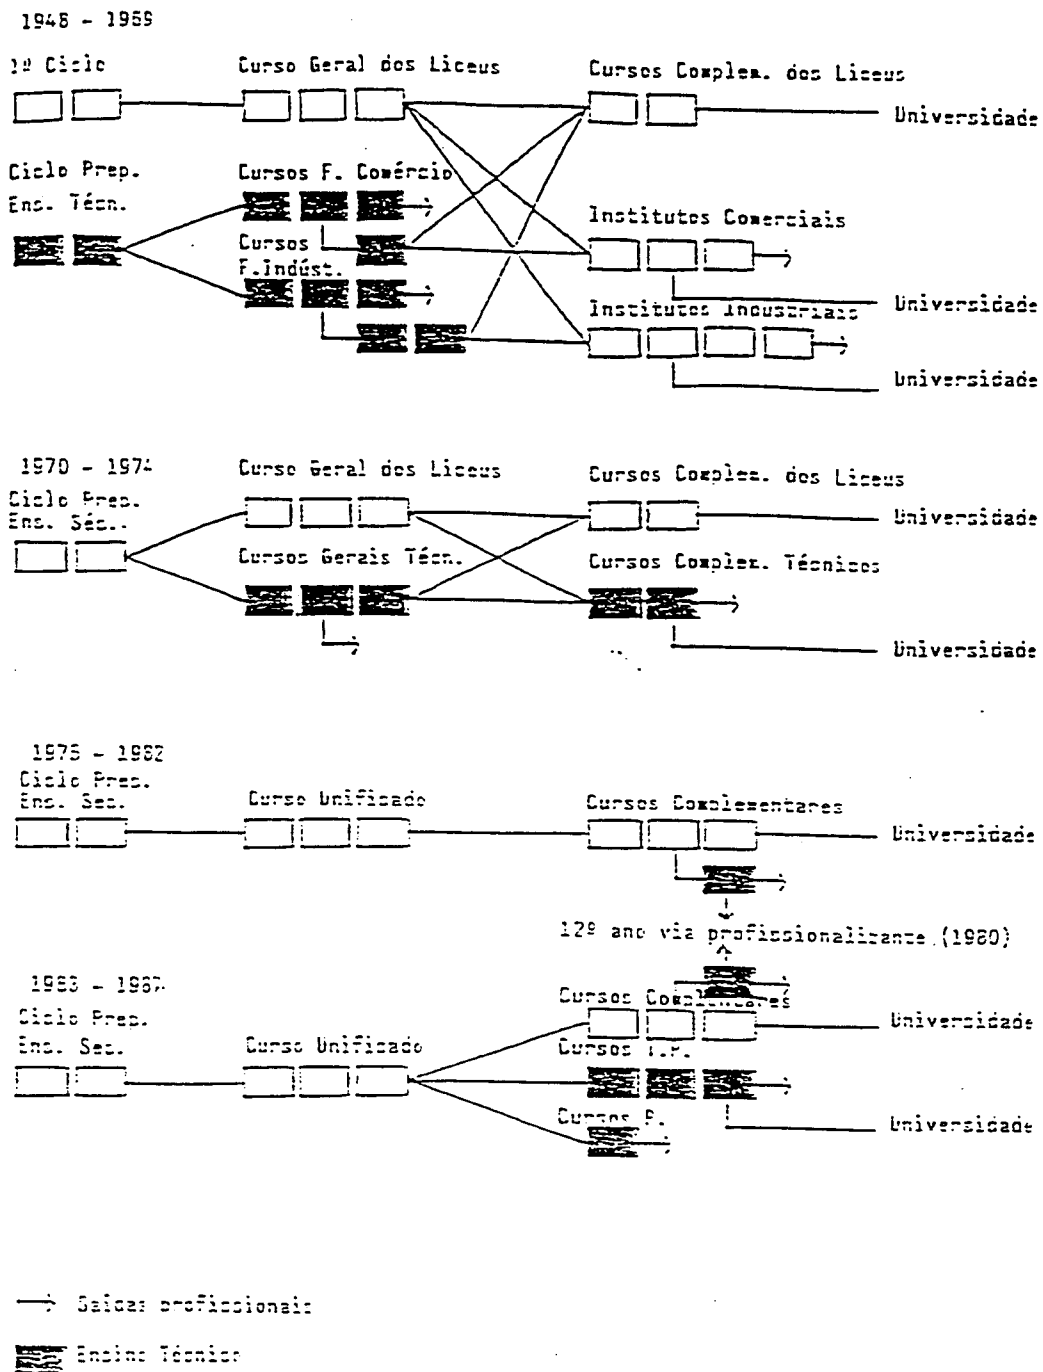 1948 - 1969
1º Ciclo
Curso Geral dos Liceus
Cursos Complem. dos Liceus
Universidade
Ciclo Prep.
Ens. Técn.
Cursos F. Comércio
Cursos
F.Indúst.
Institutos Comerciais
Universidade
Institutos Industriais
Universidade
1970 - 1974
Ciclo Prep.
Ens. Sec.
Curso Geral dos Liceus
Cursos Complem. dos Liceus
Universidade
Cursos Gerais Técn.
Cursos Complem. Técnicos
Universidade
1975 - 1982
Ciclo Prep.
Ens. Sec.
Curso Unificado
Cursos Complementares
Universidade
12º ano via profissionalizante (1980)
1983 - 1987
Ciclo Prep.
Ens. Sec.
Curso Unificado
Cursos Complentares
Universidade
Cursos T.P.
Cursos P.
Universidade
Saídas profissionais
Ensino Técnico